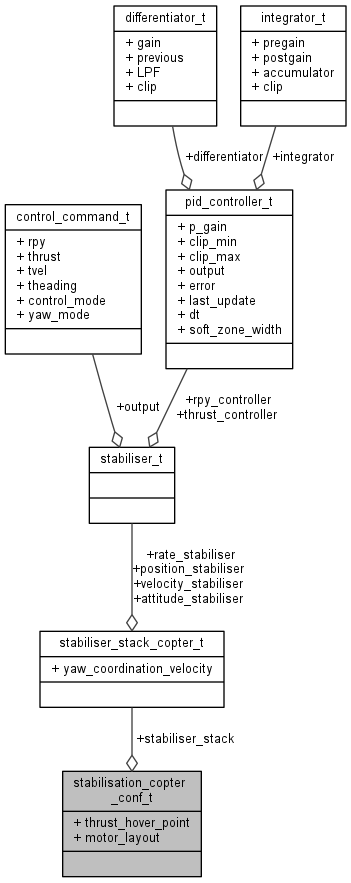 differentiator_t
+ gain
+ previous
+ LPF
+ clip
integrator_t
+ pregain
+ postgain
+ accumulator
+ clip
+differentiator
+integrator
control_command_t
+ rpy
+ thrust
+ tvel
+ theading
+ control_mode
+ yaw_mode
pid_controller_t
+ p_gain
+ clip_min
+ clip_max
+ output
+ error
+ last_update
+ dt
+ soft_zone_width
+output
+rpy_controller
+thrust_controller
stabiliser_t
+rate_stabiliser
+position_stabiliser
+velocity_stabiliser
+attitude_stabiliser
stabiliser_stack_copter_t
+ yaw_coordination_velocity
+stabiliser_stack
stabilisation_copter
_conf_t
+ thrust_hover_point
+ motor_layout